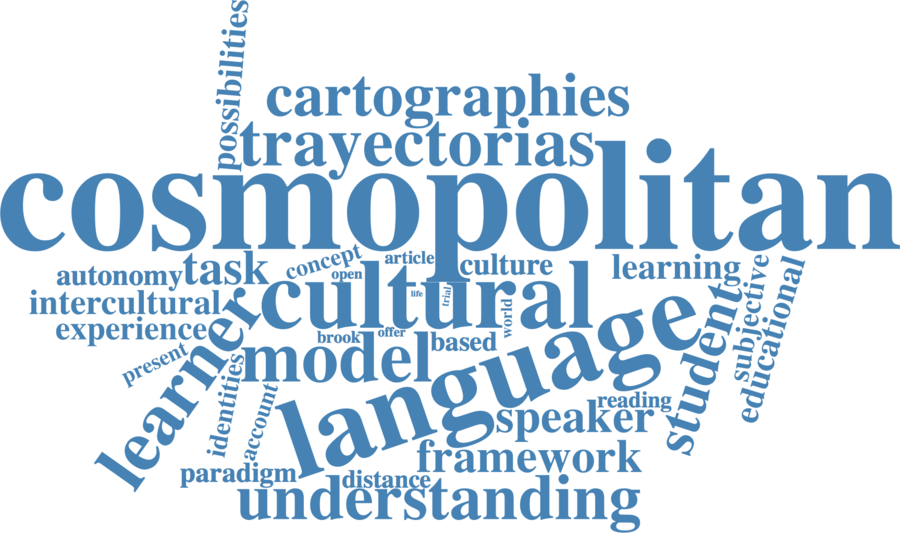 possibilities
cartographies
trayectorias
cosmopolitan
autonomy
task
concept
article
open
culture
learning
cultural
life
trial
world
intercultural
experience
learner
brook
offer
model
based
present
identities
account
language
student
subjective
educational
reading
speaker
framework
paradigm
distance
understanding